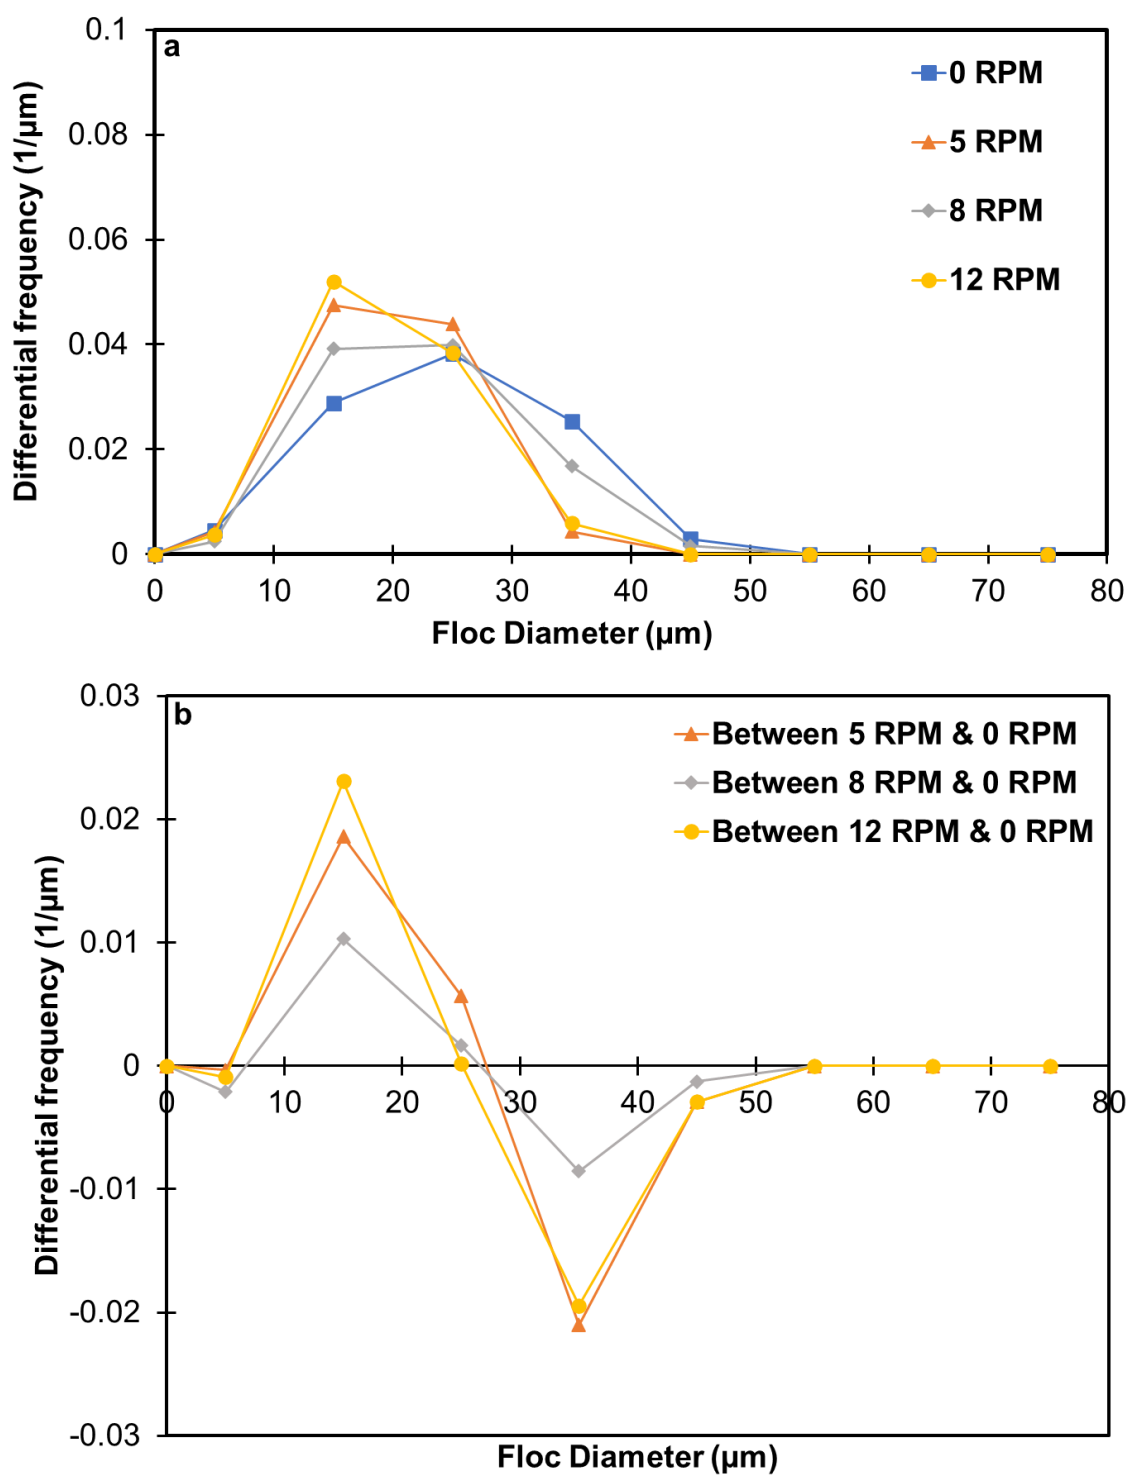 a
0.1
0.08
0.06
0.04
0.02
0
Differential frequency (1/µm)
0 RPM
5 RPM
8 RPM
12 RPM
0 10 20 30 40 50 60 70 80
Floc Diameter (µm)
b
0.03
0.02
0.01
0
-0.01
-0.02
-0.03
Differential frequency (1/µm)
Between 5 RPM & 0 RPM
Between 8 RPM & 0 RPM
Between 12 RPM & 0 RPM
0 10 20 30 40 50 60 70 80
Floc Diameter (µm)